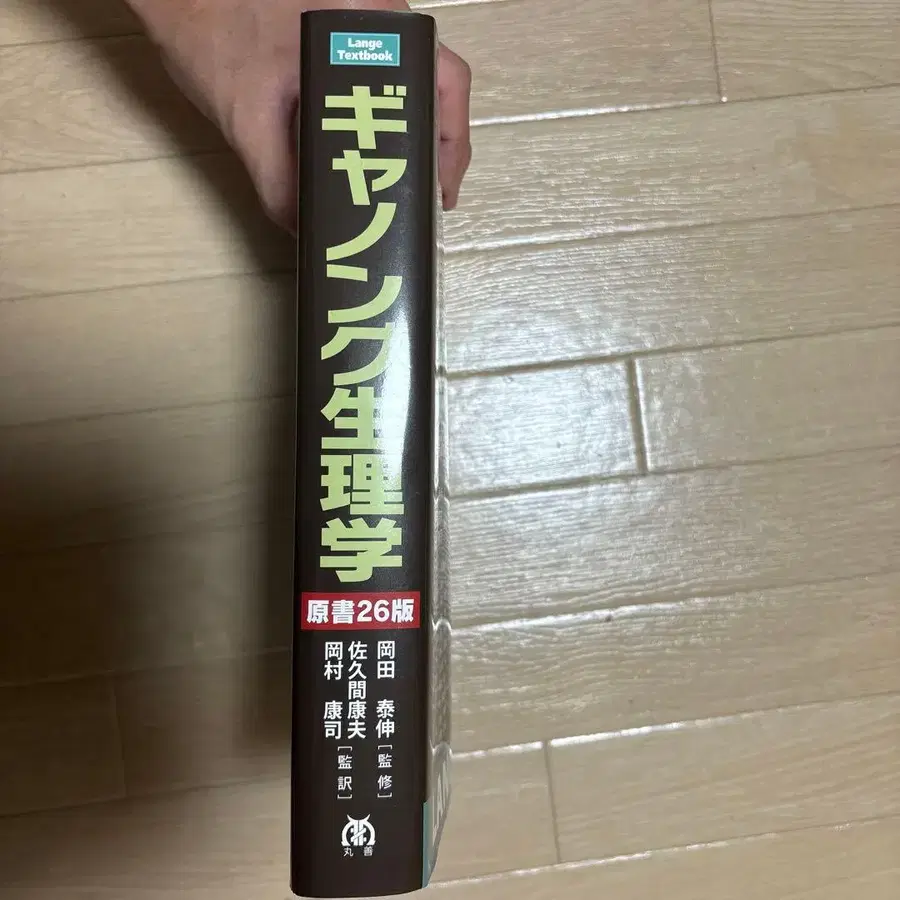 Lange
Textbook
ギャノング生理学
原書26版
岡田 泰伸[監修]
佐久間康夫
岡村 康司[監訳]
丸善